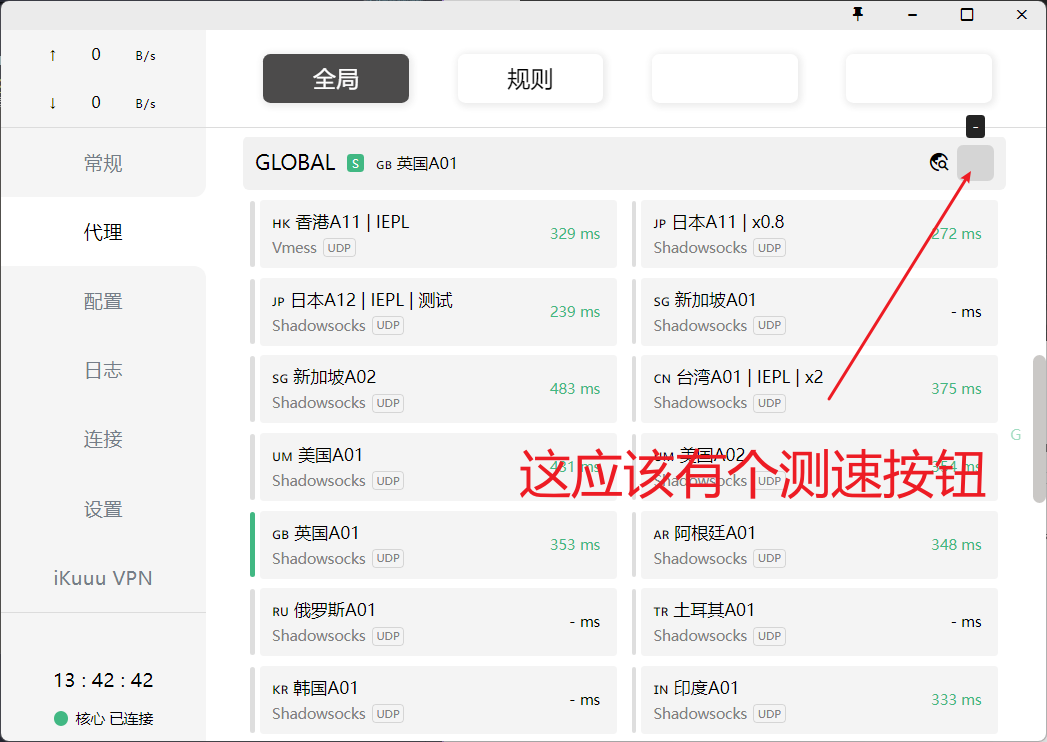 ↑ 0 B/s
↓ 0 B/s
全局 规则
常规
代理
配置
日志
连接
设置
iKuuu VPN
13 : 42 : 42
核心 已连接
-
GLOBAL S GB 英国A01
HK 香港A11 | IEPL
Vmess UDP
329 ms
JP 日本A11 | x0.8
Shadowsocks UDP
272 ms
JP 日本A12 | IEPL | 测试
Shadowsocks UDP
239 ms
SG 新加坡A01
Shadowsocks UDP
- ms
SG 新加坡A02
Shadowsocks UDP
483 ms
CN 台湾A01 | IEPL | x2
Shadowsocks UDP
375 ms
G
UM 美国A01
Shadowsocks UDP
431 ms
UM 美国A02
Shadowsocks UDP
ms
这应该有个测速按钮
GB 英国A01
Shadowsocks UDP
353 ms
AR 阿根廷A01
Shadowsocks UDP
348 ms
RU 俄罗斯A01
Shadowsocks UDP
- ms
TR 土耳其A01
Shadowsocks UDP
- ms
KR 韩国A01
Shadowsocks UDP
- ms
IN 印度A01
Shadowsocks UDP
333 ms